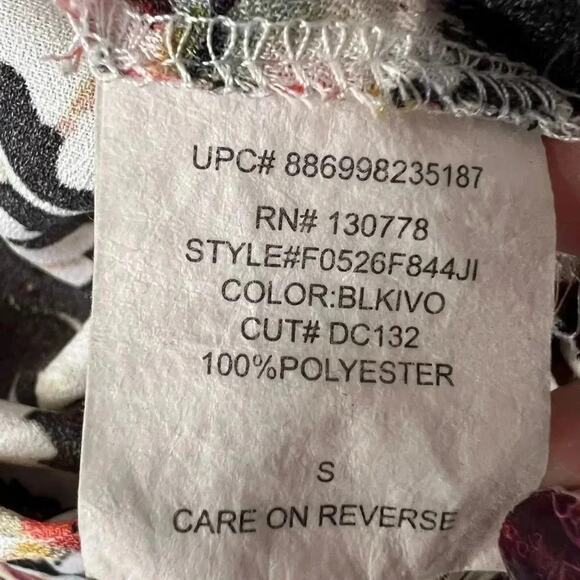 UPC# 886998235187
RN# 130778
STYLE#F0526F844JI
COLOR:BLKIVO
CUT# DC132
100%POLYESTER
S
CARE ON REVERSE